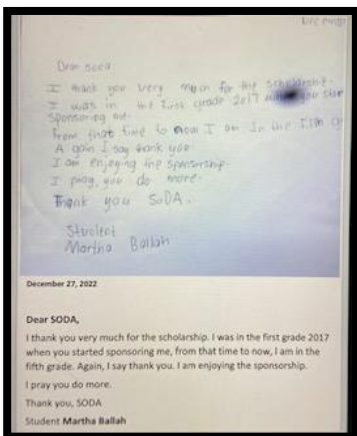 Dear SODA
I thank you very much for the scholarship.
I was in the first grade 2017 you star
Sponsoring me.
From that time to now I am In the fifth g
A gain I say thank you
I am enjoying the sponsorship.
I pray, you do more.
Thank you SODA.
Student
Martha Ballah
December 27, 2022
Dear SODA,
I thank you very much for the scholarship. I was in the first grade 2017
when you started sponsoring me, from that time to now, I am in the
fifth grade. Again, I say thank you. I am enjoying the sponsorship.
I pray you do more.
Thank you, SODA
Student Martha Ballah